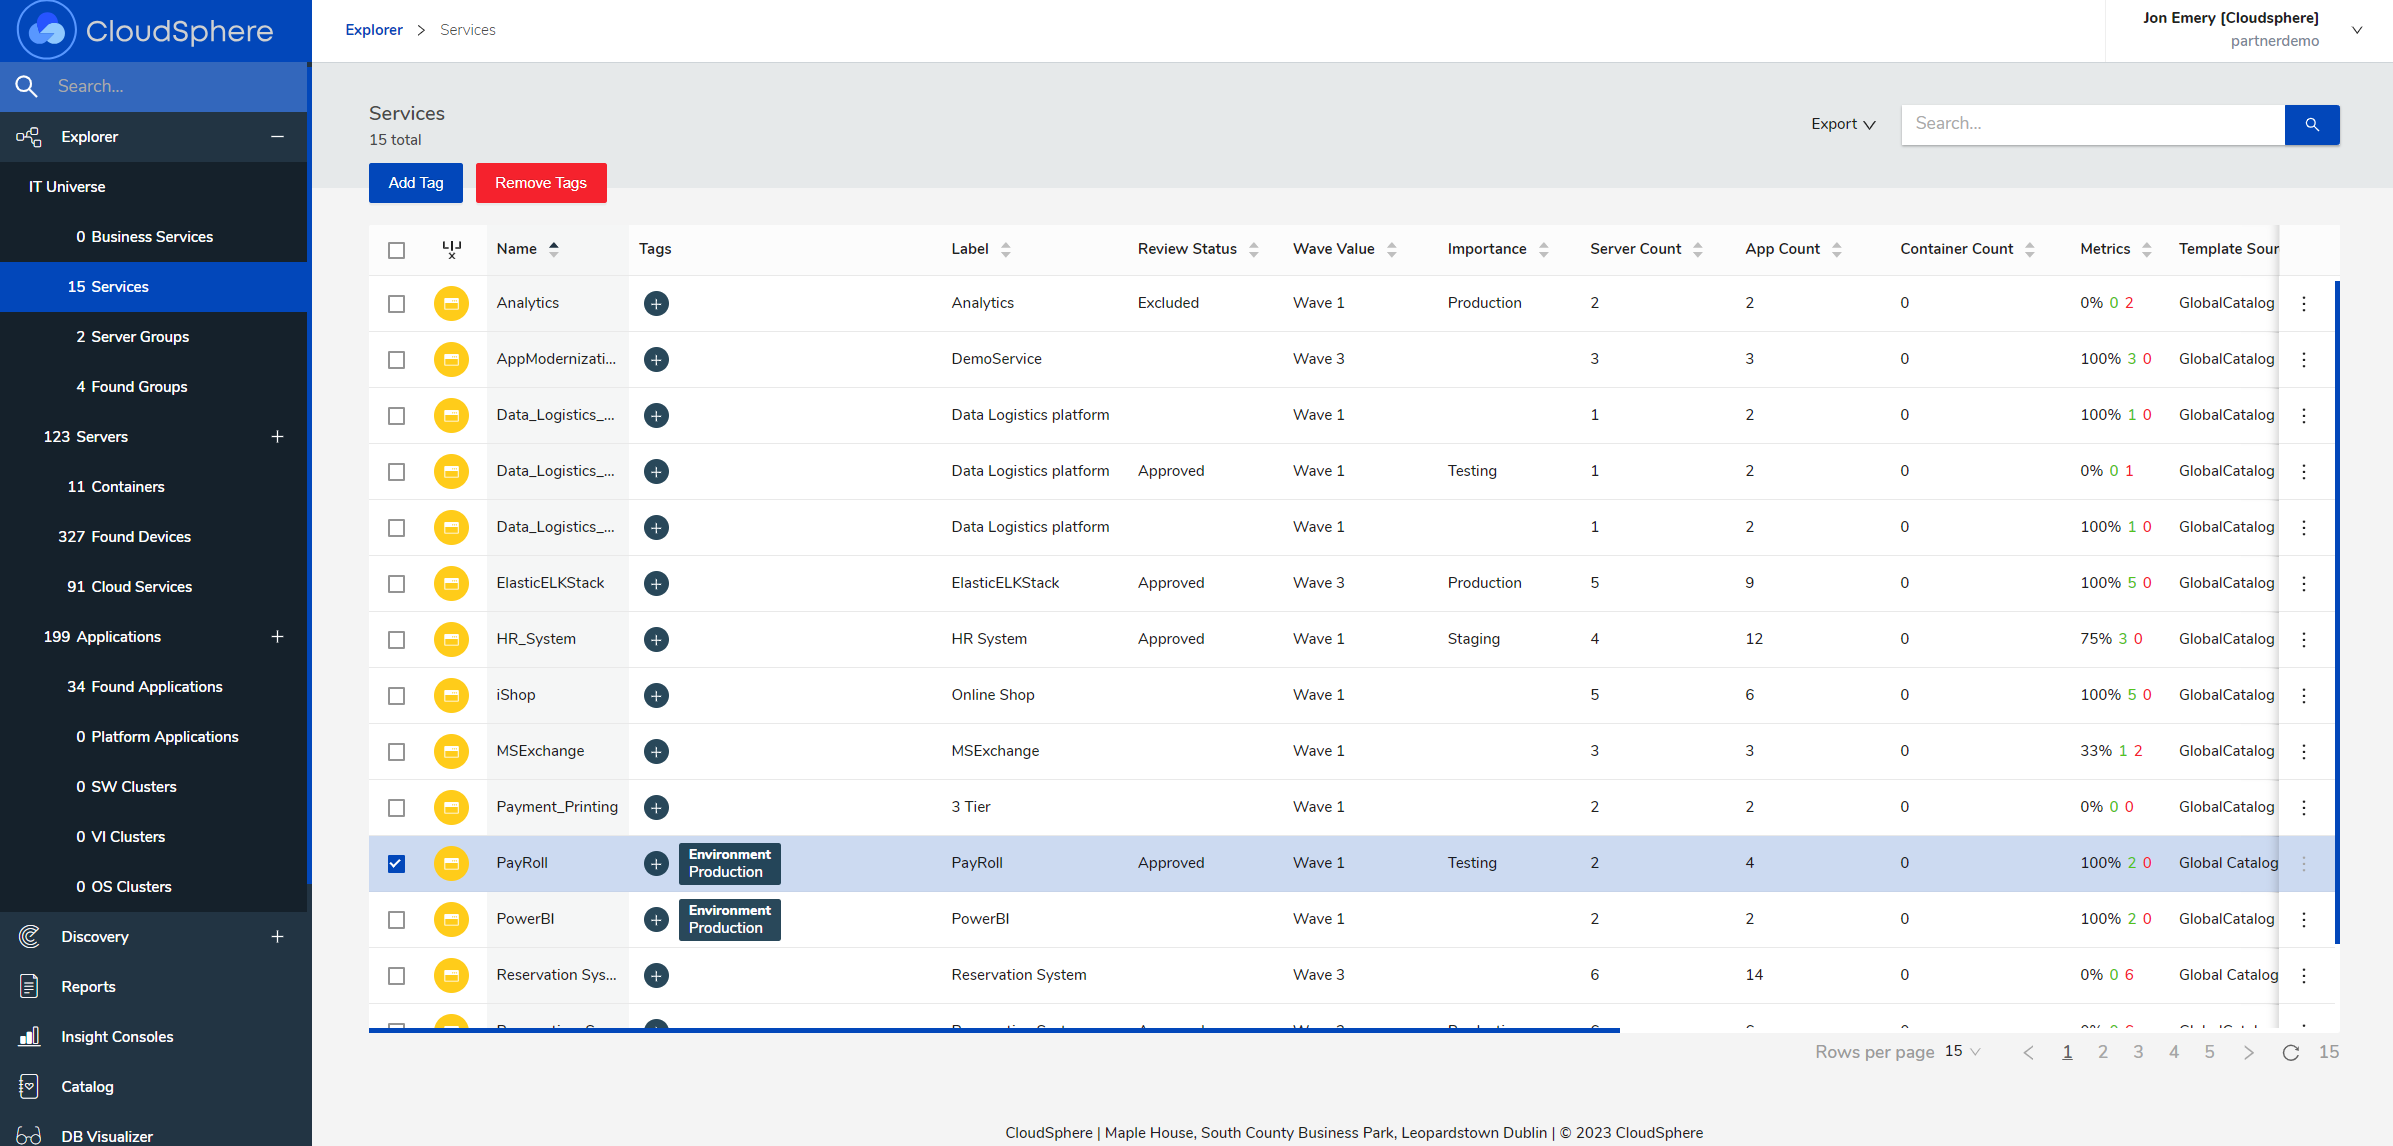 CloudSphere
Explorer > Services
Jon Emery [Cloudsphere]
partnerdemo
Search...
Explorer
IT Universe
0 Business Services
15 Services
2 Server Groups
4 Found Groups
123 Servers
11 Containers
327 Found Devices
91 Cloud Services
199 Applications
34 Found Applications
0 Platform Applications
0 SW Clusters
0 VI Clusters
0 OS Clusters
Discovery
Reports
Insight Consoles
Catalog
DB Visualizer
Services
15 total
Export
Search...
Add Tag Remove Tags
Name Tags Label Review Status Wave Value Importance Server Count App Count Container Count Metrics Template Sour
Analytics Analytics Excluded Wave 1 Production 2 2 0 0% 0 2 GlobalCatalog
AppModernizati... DemoService Wave 3 3 3 0 100% 3 0 GlobalCatalog
Data_Logistics_... Data Logistics platform Wave 1 1 2 0 100% 1 0 GlobalCatalog
Data_Logistics_... Data Logistics platform Approved Wave 1 Testing 1 2 0 0% 0 1 GlobalCatalog
Data_Logistics_... Data Logistics platform Wave 1 1 2 0 100% 1 0 GlobalCatalog
ElasticELKStack ElasticELKStack Approved Wave 3 Production 5 9 0 100% 5 0 GlobalCatalog
HR_System HR System Approved Wave 1 Staging 4 12 0 75% 3 0 GlobalCatalog
iShop Online Shop Wave 1 5 6 0 100% 5 0 GlobalCatalog
MSExchange MSExchange Wave 1 3 3 0 33% 1 2 GlobalCatalog
Payment_Printing 3 Tier Wave 1 2 2 0 0% 0 0 GlobalCatalog
PayRoll Environment Production PayRoll Approved Wave 1 Testing 2 4 0 100% 2 0 Global Catalog
PowerBI Environment Production PowerBI Wave 1 2 2 0 100% 2 0 GlobalCatalog
Reservation Sys... Reservation System Wave 3 6 14 0 0% 0 6 Global Catalog
Rows per page 15 < 1 2 3 4 5 > 15
CloudSphere | Maple House, South County Business Park, Leopardstown Dublin | © 2023 CloudSphere